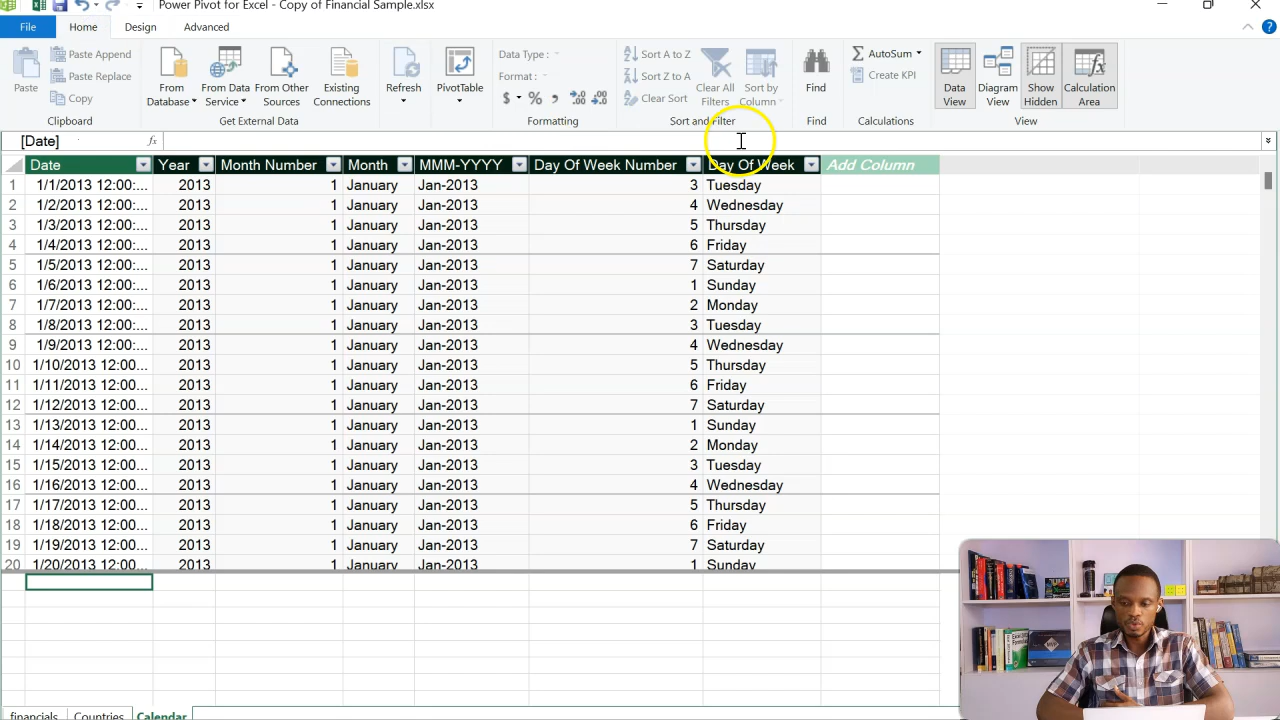 Power Pivot for Excel - Copy of Financial Sample.xlsx
File Home Design Advanced
Paste
Paste Append
Paste Replace
Copy
Clipboard
From Database
From Data Service
From Other Sources
Existing Connections
Get External Data
Refresh
PivotTable
Data Type :
Format :
$ % ,
Formatting
Sort A to Z
Sort Z to A
Clear Sort
Clear All Filters
Sort by Column
Sort and Filter
Find
Find
AutoSum
Create KPI
Calculations
Data View
Diagram View
Show Hidden
Calculation Area
View
[Date] fx
Date Year Month Number Month MMM-YYYY Day Of Week Number Day Of Week Add Column
1 1/1/2013 12:00:... 2013 1 January Jan-2013 3 Tuesday
2 1/2/2013 12:00:... 2013 1 January Jan-2013 4 Wednesday
3 1/3/2013 12:00:... 2013 1 January Jan-2013 5 Thursday
4 1/4/2013 12:00:... 2013 1 January Jan-2013 6 Friday
5 1/5/2013 12:00:... 2013 1 January Jan-2013 7 Saturday
6 1/6/2013 12:00:... 2013 1 January Jan-2013 1 Sunday
7 1/7/2013 12:00:... 2013 1 January Jan-2013 2 Monday
8 1/8/2013 12:00:... 2013 1 January Jan-2013 3 Tuesday
9 1/9/2013 12:00:... 2013 1 January Jan-2013 4 Wednesday
10 1/10/2013 12:00... 2013 1 January Jan-2013 5 Thursday
11 1/11/2013 12:00... 2013 1 January Jan-2013 6 Friday
12 1/12/2013 12:00... 2013 1 January Jan-2013 7 Saturday
13 1/13/2013 12:00... 2013 1 January Jan-2013 1 Sunday
14 1/14/2013 12:00... 2013 1 January Jan-2013 2 Monday
15 1/15/2013 12:00... 2013 1 January Jan-2013 3 Tuesday
16 1/16/2013 12:00... 2013 1 January Jan-2013 4 Wednesday
17 1/17/2013 12:00... 2013 1 January Jan-2013 5 Thursday
18 1/18/2013 12:00... 2013 1 January Jan-2013 6 Friday
19 1/19/2013 12:00... 2013 1 January Jan-2013 7 Saturday
20 1/20/2013 12:00... 2013 1 January Jan-2013 1 Sunday
financials Countries Calendar